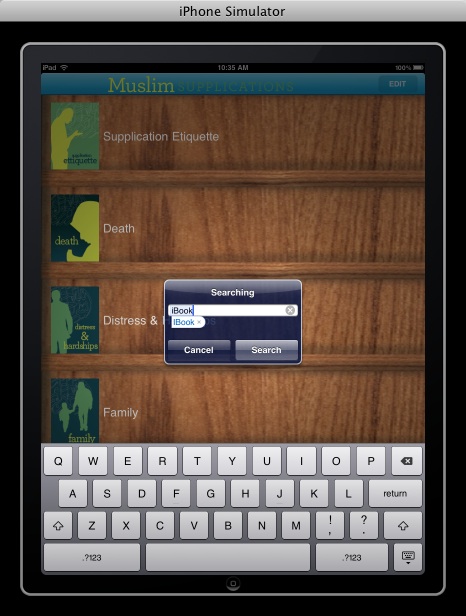 iPhone Simulator
iPad 10:35 AM 100%
Muslim SUPPLICATIONS EDIT
supplication
etiquette
Supplication Etiquette
death
Death
distress
&
hardships
Distress & H
family
Family
Searching
iBook
IBook ×
Cancel Search
Q W E R T Y U I O P
A S D F G H J K L return
Z X C V B N M ! , ? .
.?123 .?123